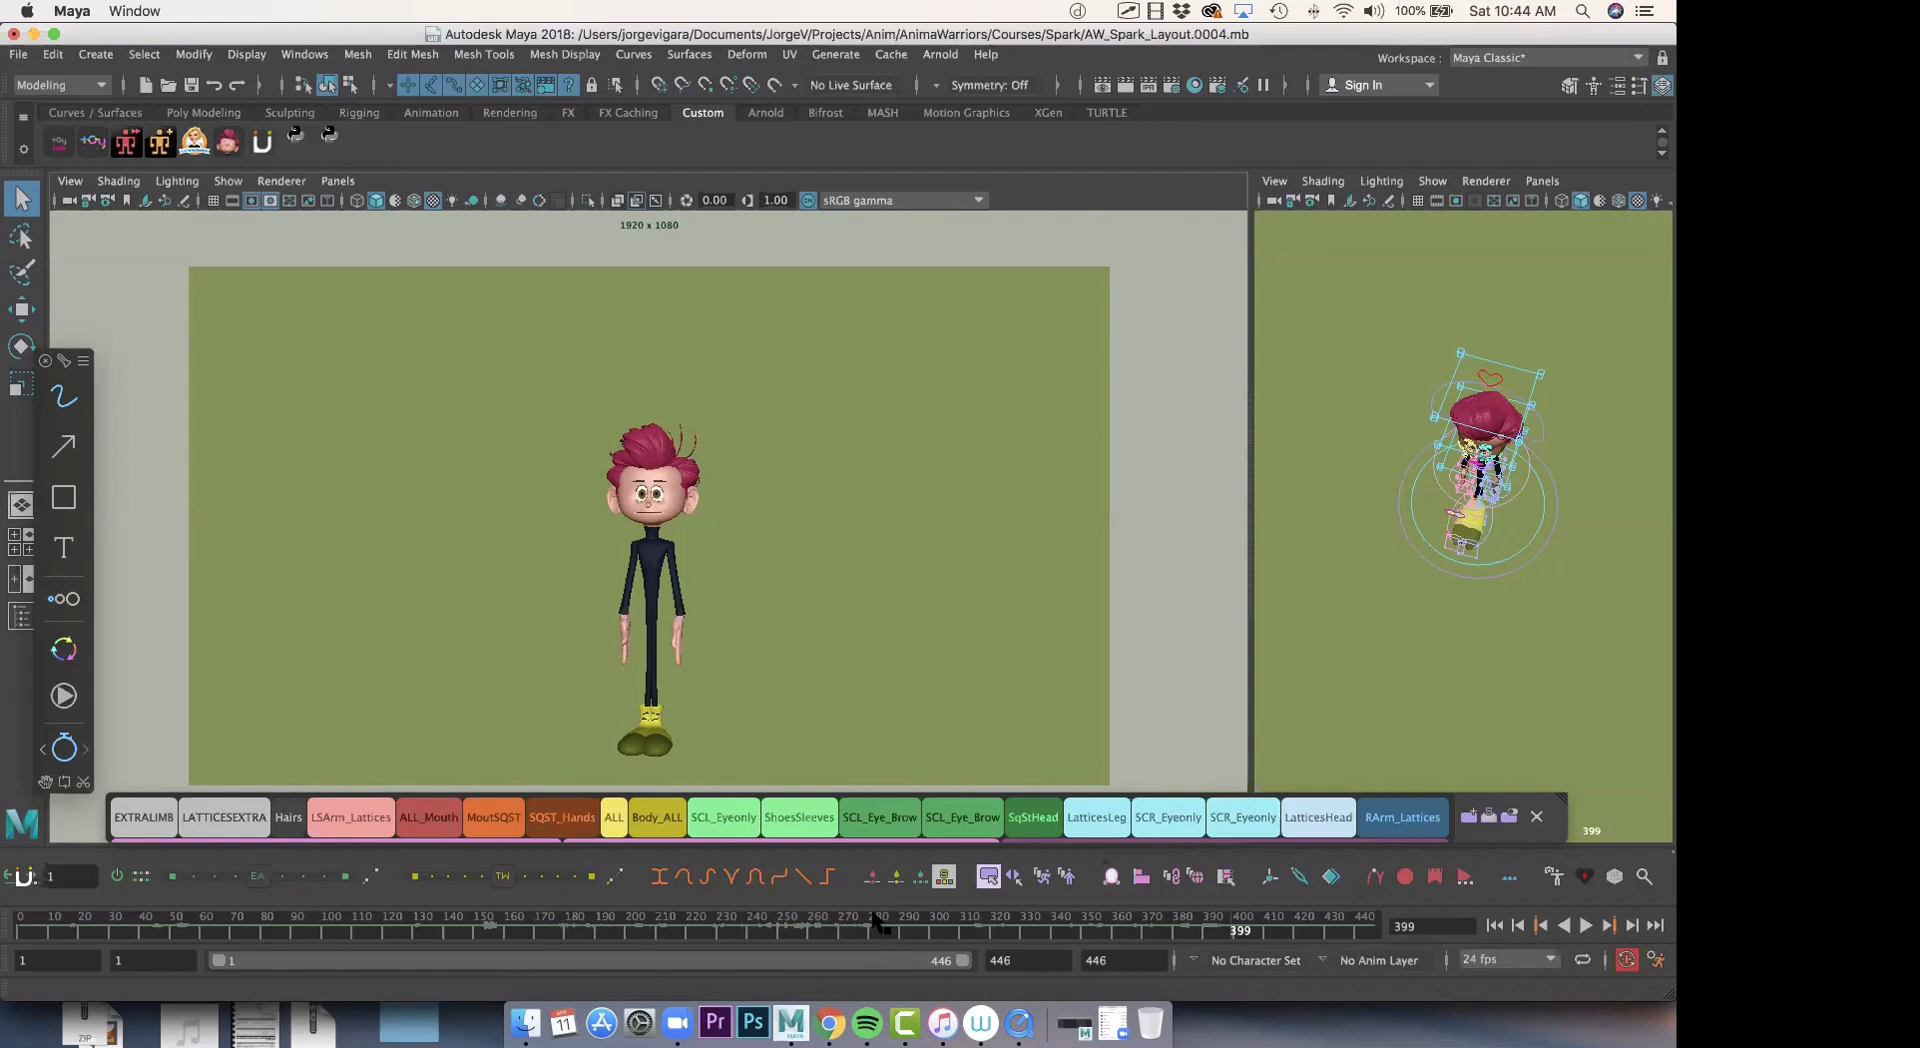 Maya Window
100% Sat 10:44 AM
Autodesk Maya 2018: /Users/jorgevigara/Documents/JorgeV/Projects/Anim/AnimaWarriors/Courses/Spark/AW_Spark_Layout.0004.mb
File Edit Create Select Modify Display Windows Mesh Edit Mesh Mesh Tools Mesh Display Curves Surfaces Deform UV Generate Cache Arnold Help
Workspace : Maya Classic*
Modeling No Live Surface Symmetry: Off Sign In
Curves / Surfaces Poly Modeling Sculpting Rigging Animation Rendering FX FX Caching Custom Arnold Bifrost MASH Motion Graphics XGen TURTLE
View Shading Lighting Show Renderer Panels
View Shading Lighting Show Renderer Panels
0.00 1.00 sRGB gamma
1920 x 1080
T
EXTRALIMB LATTICESEXTRA Hairs LSArm_Lattices ALL_Mouth MoutSQST SQST_Hands ALL Body_ALL SCL_Eyeonly ShoesSleeves SCL_Eye_Brow SCL_Eye_Brow SqStHead LatticesLeg SCR_Eyeonly SCR_Eyeonly LatticesHead RArm_Lattices
399
1 EA TW
0 10 20 30 40 50 60 70 80 90 100 110 120 130 140 150 160 170 180 190 200 210 220 230 240 250 260 270 280 290 300 310 320 330 340 350 360 370 380 390 400 410 420 430 440
399 399
1 1 1 446 446 446 No Character Set No Anim Layer 24 fps
ZIP APR 11 Pr Ps MAYA